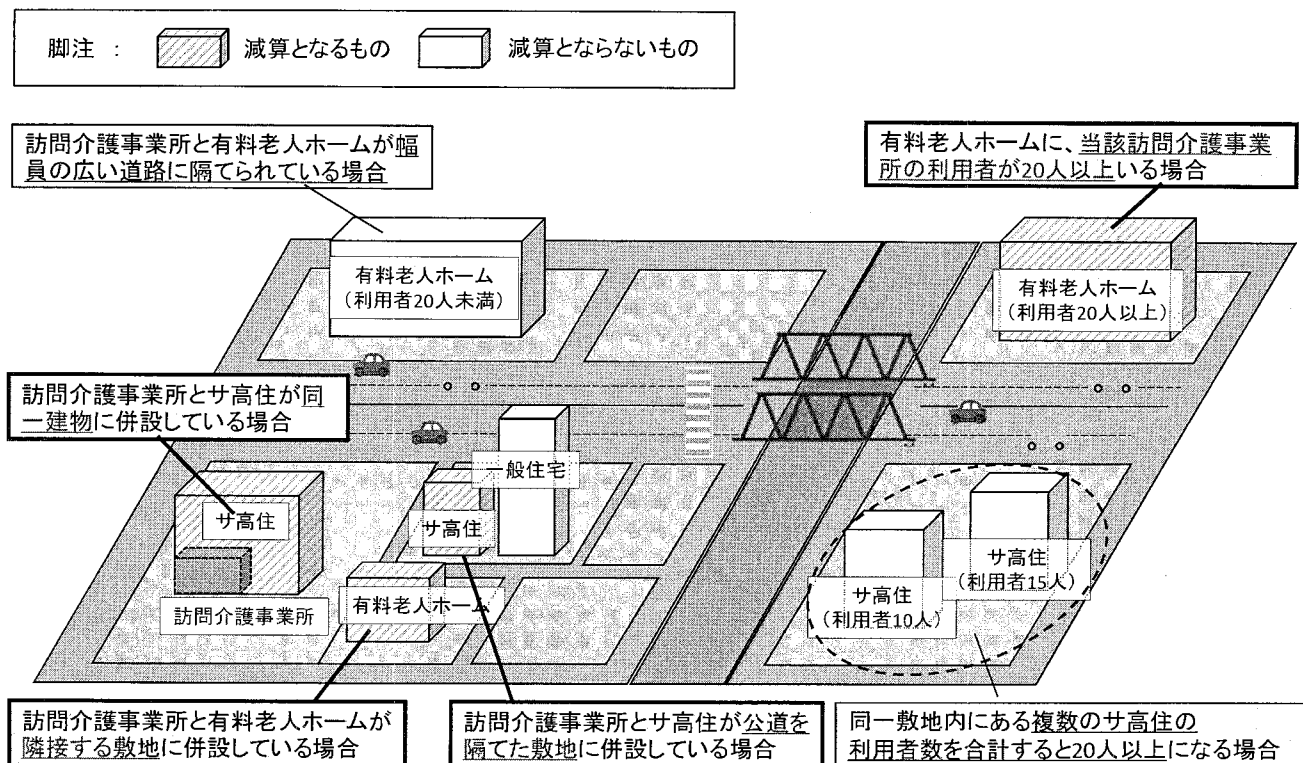 脚注 ： 減算となるもの 減算とならないもの
訪問介護事業所と有料老人ホームが幅
員の広い道路に隔てられている場合
有料老人ホームに、当該訪問介護事業
所の利用者が20人以上いる場合
有料老人ホーム
（利用者20人未満）
有料老人ホーム
（利用者20人以上）
訪問介護事業所とサ高住が同
一建物に併設している場合
一般住宅
サ高住
サ高住
訪問介護事業所
有料老人ホーム
サ高住
（利用者15人）
サ高住
（利用者10人）
訪問介護事業所と有料老人ホームが
隣接する敷地に併設している場合
訪問介護事業所とサ高住が公道を
隔てた敷地に併設している場合
同一敷地内にある複数のサ高住の
利用者数を合計すると20人以上になる場合